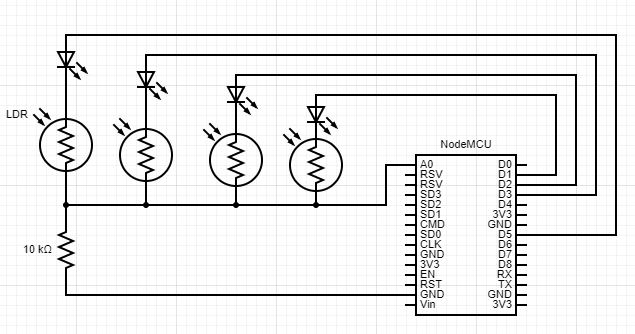 LDR
10 kΩ
NodeMCU
A0 D0
RSV D1
RSV D2
SD3 D3
SD2 D4
SD1 3V3
CMD GND
SD0 D5
CLK D6
GND D7
3V3 D8
EN RX
RST TX
GND GND
Vin 3V3